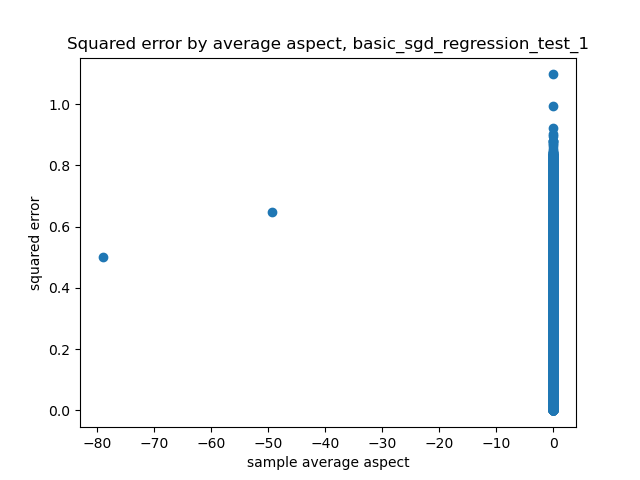 Squared error by average aspect, basic_sgd_regression_test_1
squared error
1.0
0.8
0.6
0.4
0.2
0.0
−80 −70 −60 −50 −40 −30 −20 −10 0
sample average aspect